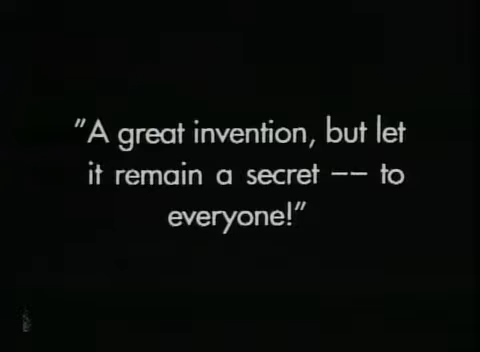 "A great invention, but let
it remain a secret –– to
everyone!"